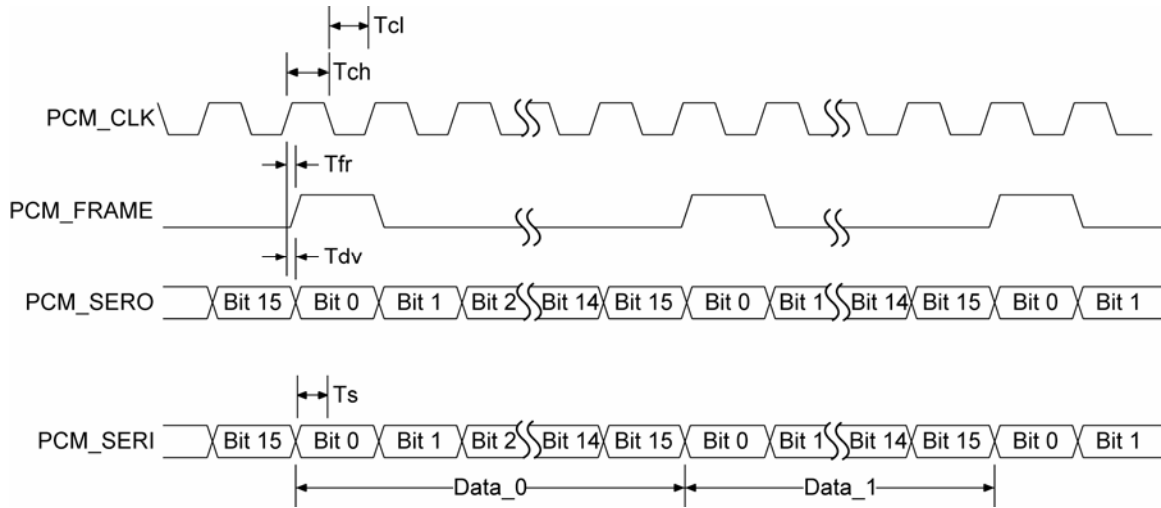 Tcl
Tch
PCM_CLK
Tfr
PCM_FRAME
Tdv
PCM_SERO Bit 15 Bit 0 Bit 1 Bit 2 Bit 14 Bit 15 Bit 0 Bit 1 Bit 14 Bit 15 Bit 0 Bit 1
Ts
PCM_SERI Bit 15 Bit 0 Bit 1 Bit 2 Bit 14 Bit 15 Bit 0 Bit 1 Bit 14 Bit 15 Bit 0 Bit 1
Data_0 Data_1